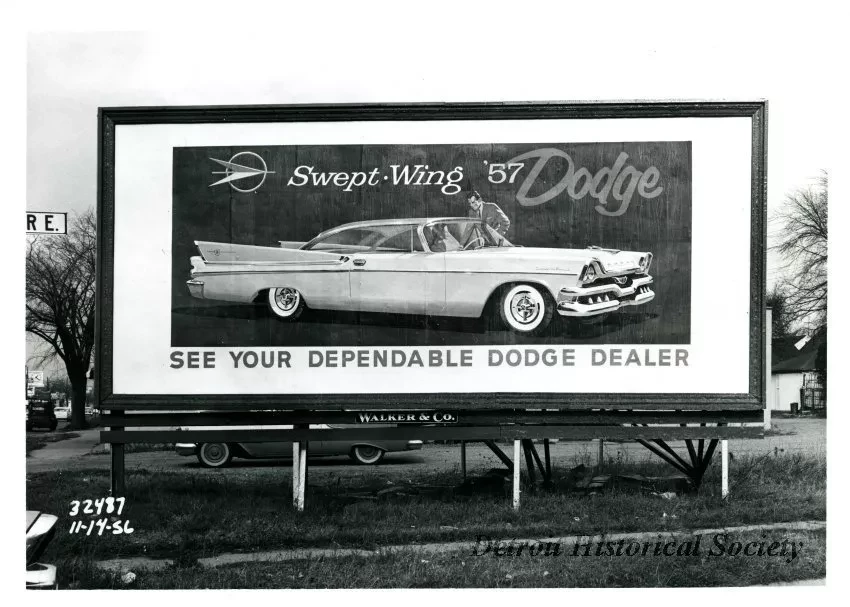 Swept-Wing '57 Dodge
R E.
SEE YOUR DEPENDABLE DODGE DEALER
WALKER & CO.
32487
11-14-56
Detroit Historical Society